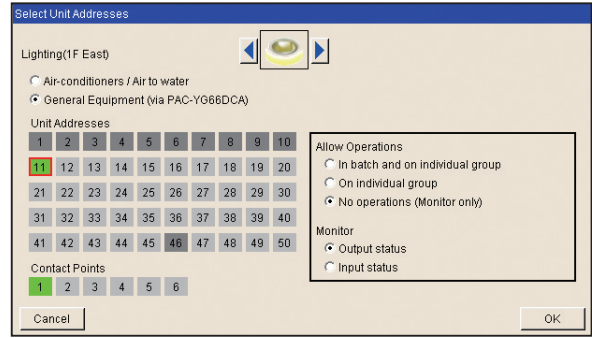 Select Unit Addresses
Lighting(1F East)
Air-conditioners / Air to water
General Equipment (via PAC-YG66DCA)
Unit Addresses
1 2 3 4 5 6 7 8 9 10
11 12 13 14 15 16 17 18 19 20
21 22 23 24 25 26 27 28 29 30
31 32 33 34 35 36 37 38 39 40
41 42 43 44 45 46 47 48 49 50
Contact Points
1 2 3 4 5 6
Allow Operations
In batch and on individual group
On individual group
No operations (Monitor only)
Monitor
Output status
Input status
Cancel
OK